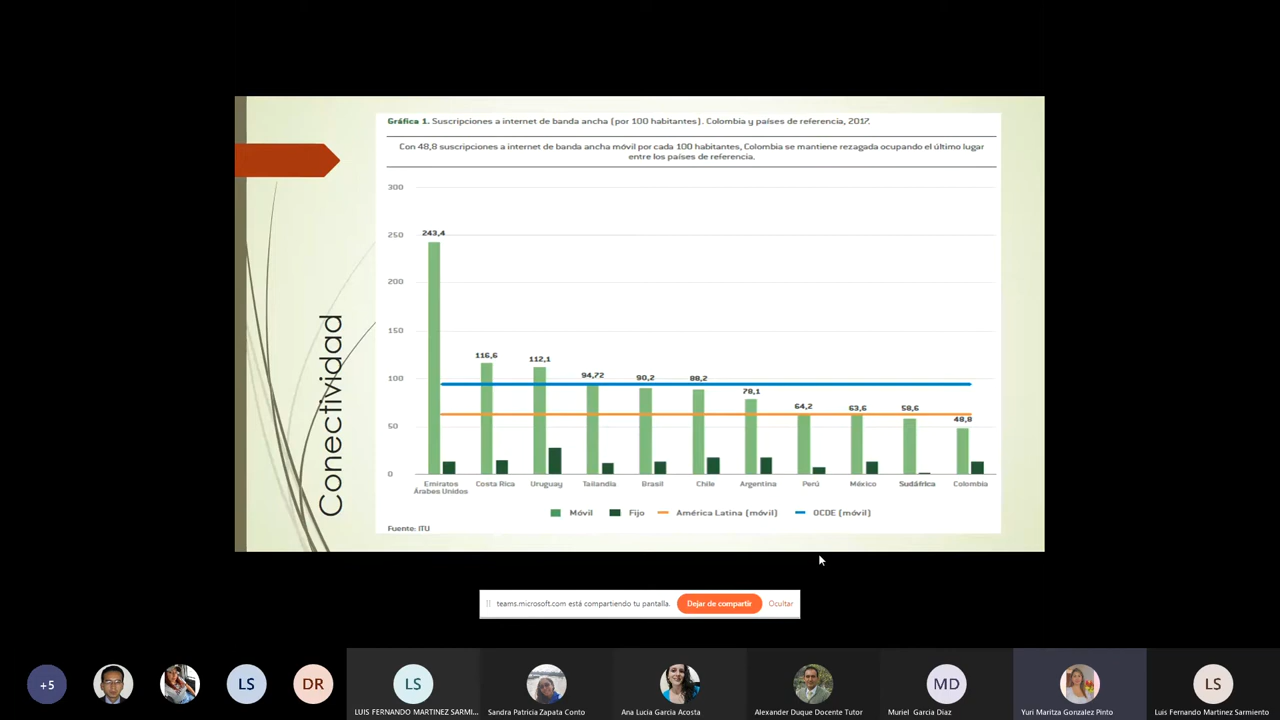 Gráfica 1. Suscripciones a internet de banda ancha (por 100 habitantes). Colombia y países de referencia, 2017.
Con 48,8 suscripciones a internet de banda ancha móvil por cada 100 habitantes, Colombia se mantiene rezagada ocupando el último lugar
entre los países de referencia.
Conectividad
300
250
200
150
100
50
0
243,4
116,6
112,1
94,72
90,2
88,2
78,1
64,2
63,6
58,6
48,8
Emiratos
Árabes Unidos
Costa Rica
Uruguay
Tailandia
Brasil
Chile
Argentina
Perú
México
Sudáfrica
Colombia
Móvil
Fijo
América Latina (móvil)
OCDE (móvil)
Fuente: ITU
teams.microsoft.com está compartiendo tu pantalla.
Dejar de compartir
Ocultar
+5
LS
DR
LS
MD
LS
LUIS FERNANDO MARTINEZ SARMI...
Sandra Patricia Zapata Conto
Ana Lucia Garcia Acosta
Alexander Duque Docente Tutor
Muriel Garcia Diaz
Yuri Maritza Gonzalez Pinto
Luis Fernando Martinez Sarmiento